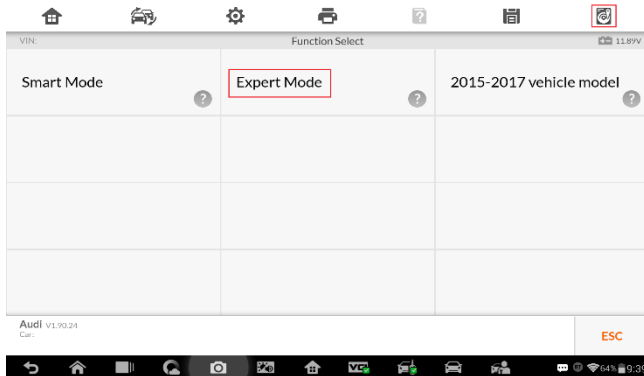 VIN: Function Select 11.89V
Smart Mode
Expert Mode
2015-2017 vehicle model
Audi V1.90.24
Car:
ESC
VCI
64%